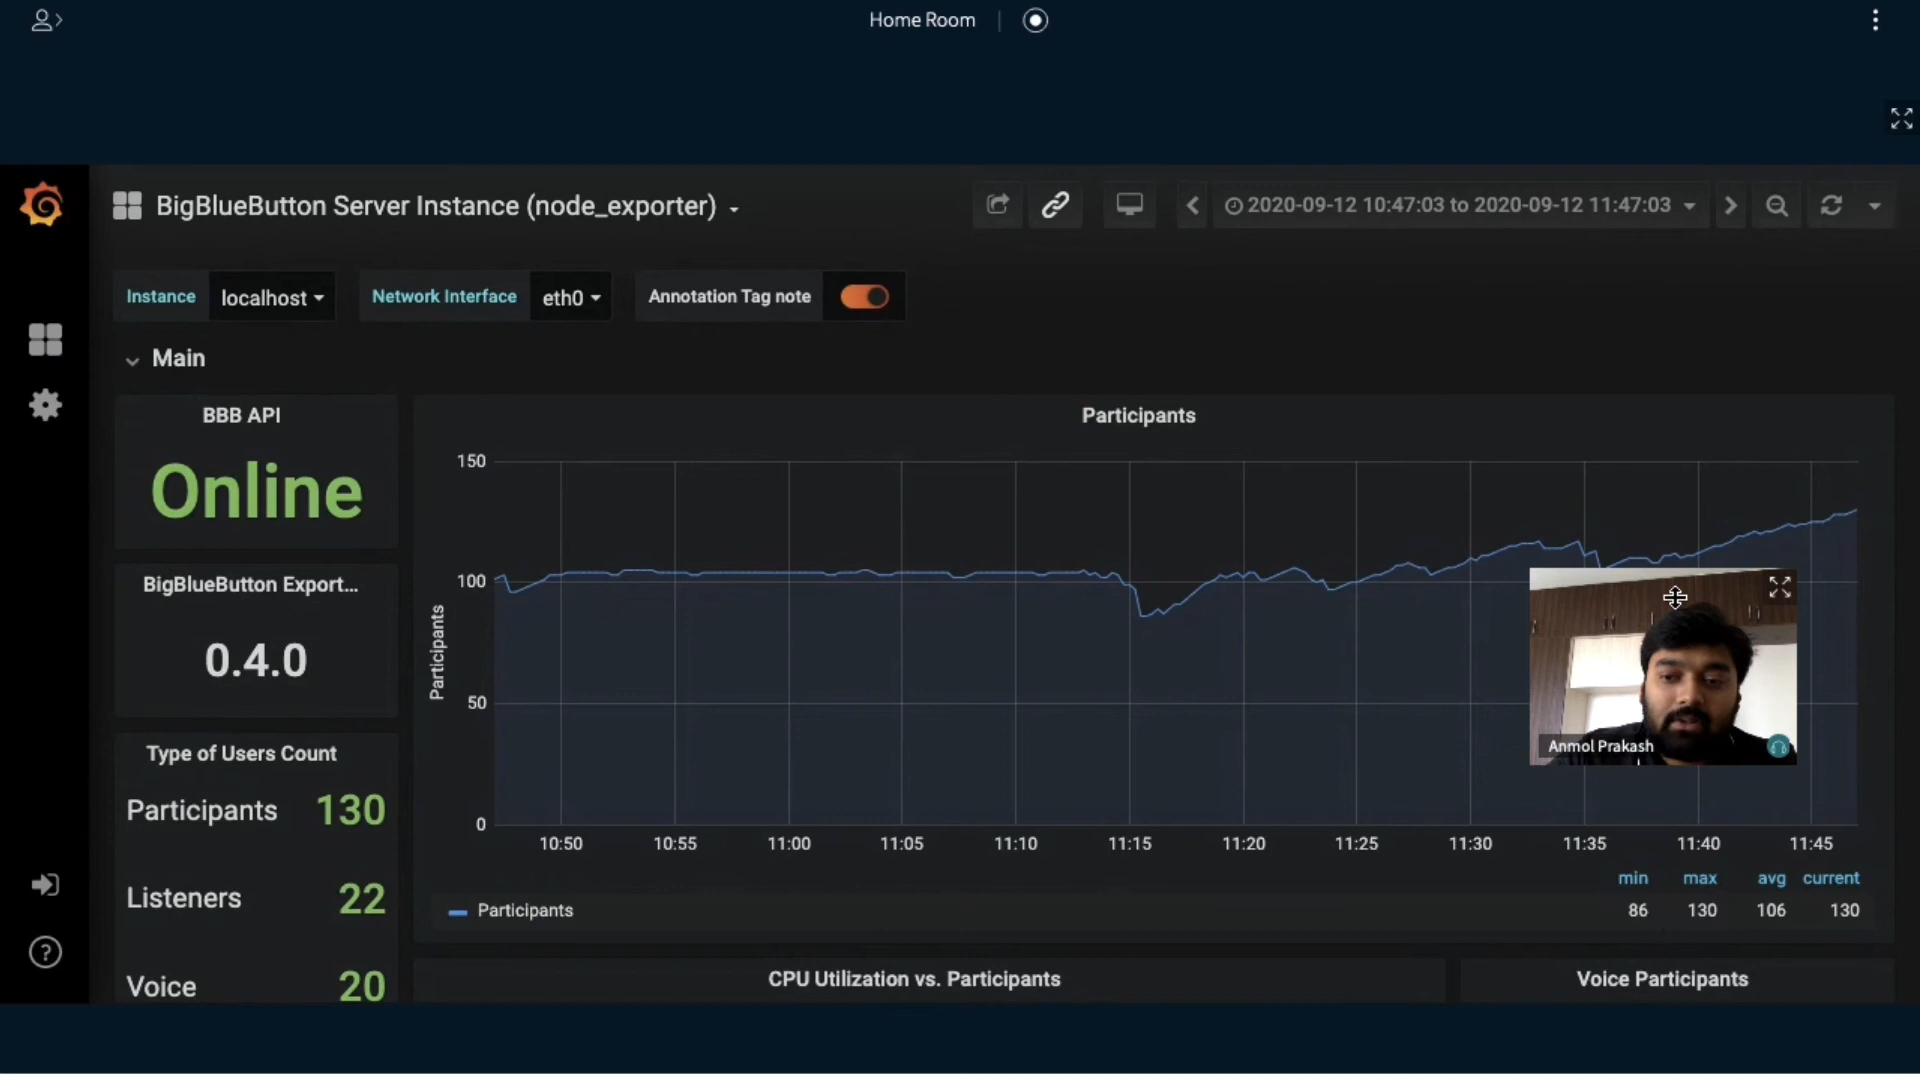 Home Room
BigBlueButton Server Instance (node_exporter)
2020-09-12 10:47:03 to 2020-09-12 11:47:03
Instance localhost Network Interface eth0 Annotation Tag note
Main
BBB API
Online
BigBlueButton Export...
0.4.0
Type of Users Count
Participants 130
Listeners 22
Voice 20
Participants
150
100
50
0
Participants
10:50 10:55 11:00 11:05 11:10 11:15 11:20 11:25 11:30 11:35 11:40 11:45
min max avg current
Participants 86 130 106 130
Anmol Prakash
CPU Utilization vs. Participants
Voice Participants